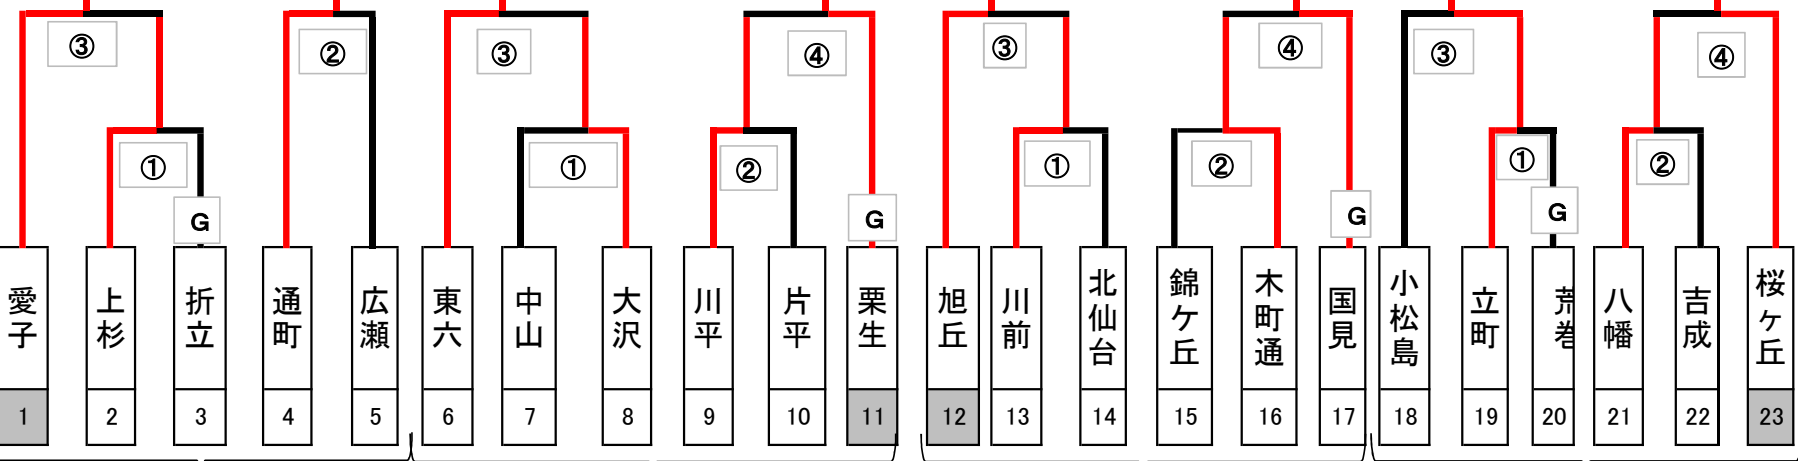 ③ ② ③ ④ ③ ④ ③ ④
① ① ② ① ② ① ②
G G G G
愛子 上杉 折立 通町 広瀬 東六 中山 大沢 川平 片平 栗生 旭丘 川前 北仙台 錦ケ丘 木町通 国見 小松島 立町 荒巻 八幡 吉成 桜ヶ丘
1 2 3 4 5 6 7 8 9 10 11 12 13 14 15 16 17 18 19 20 21 22 23